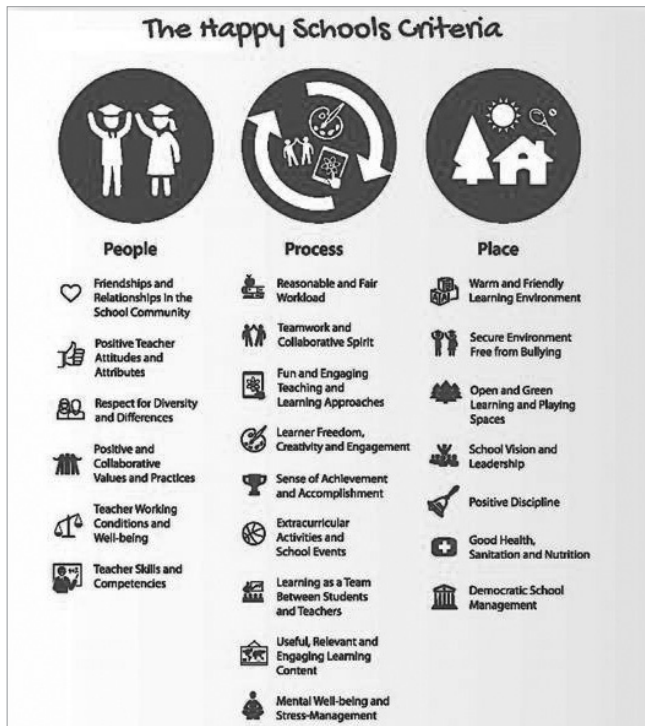 The Happy Schools Criteria
People
Friendships and
Relationships in the
School Community
Positive Teacher
Attitudes and
Attributes
Respect for Diversity
and Differences
Positive and
Collaborative
Values and Practices
Teacher Working
Conditions and
Well-being
Teacher Skills and
Competencies
Process
Reasonable and Fair
Workload
Teamwork and
Collaborative Spirit
Fun and Engaging
Teaching and
Learning Approaches
Learner Freedom,
Creativity and Engagement
Sense of Achievement
and Accomplishment
Extracurricular
Activities and
School Events
Learning as a Team
Between Students
and Teachers
Useful, Relevant and
Engaging Learning
Content
Mental Well-being and
Stress-Management
Place
Warm and Friendly
Learning Environment
Secure Environment
Free from Bullying
Open and Green
Learning and Playing
Spaces
School Vision and
Leadership
Positive Discipline
Good Health,
Sanitation and Nutrition
Democratic School
Management